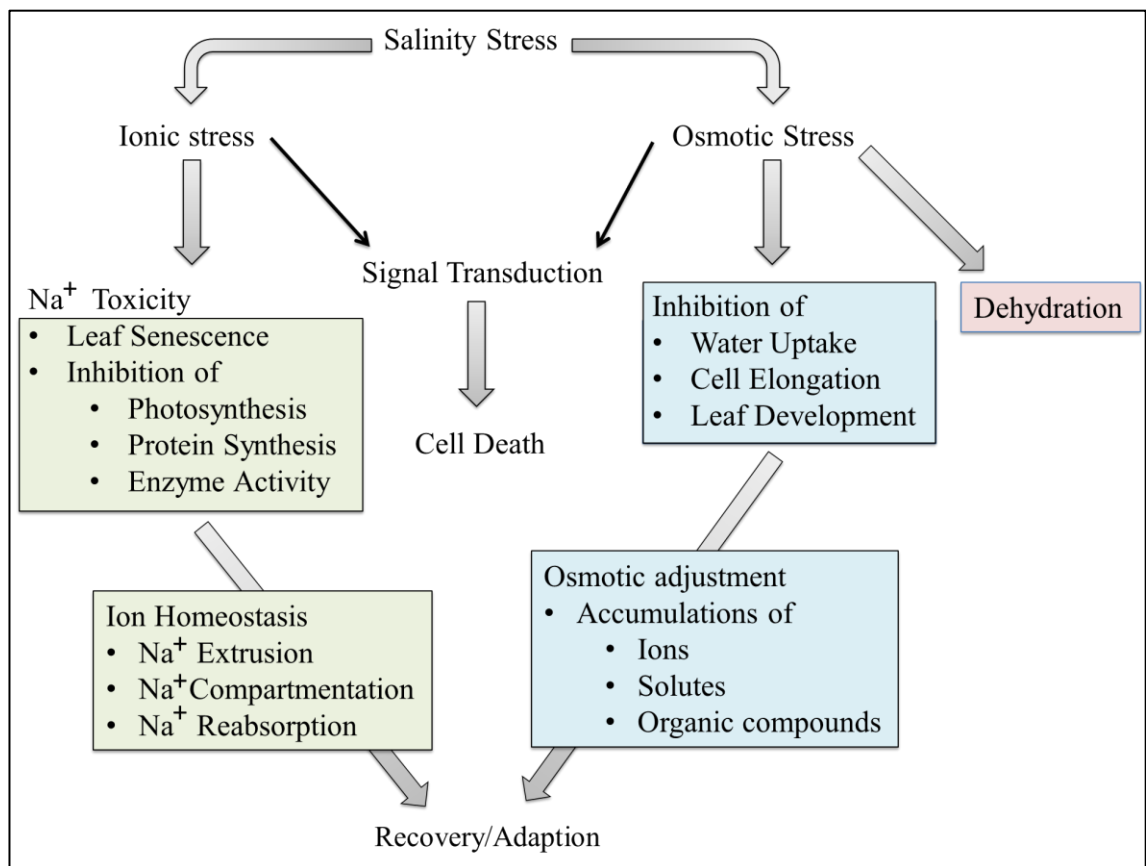 Salinity Stress
Ionic stress
Osmotic Stress
Signal Transduction
Cell Death
Na⁺ Toxicity
• Leaf Senescence
• Inhibition of
• Photosynthesis
• Protein Synthesis
• Enzyme Activity
Inhibition of
• Water Uptake
• Cell Elongation
• Leaf Development
Dehydration
Ion Homeostasis
• Na⁺ Extrusion
• Na⁺Compartmentation
• Na⁺ Reabsorption
Osmotic adjustment
• Accumulations of
• Ions
• Solutes
• Organic compounds
Recovery/Adaption